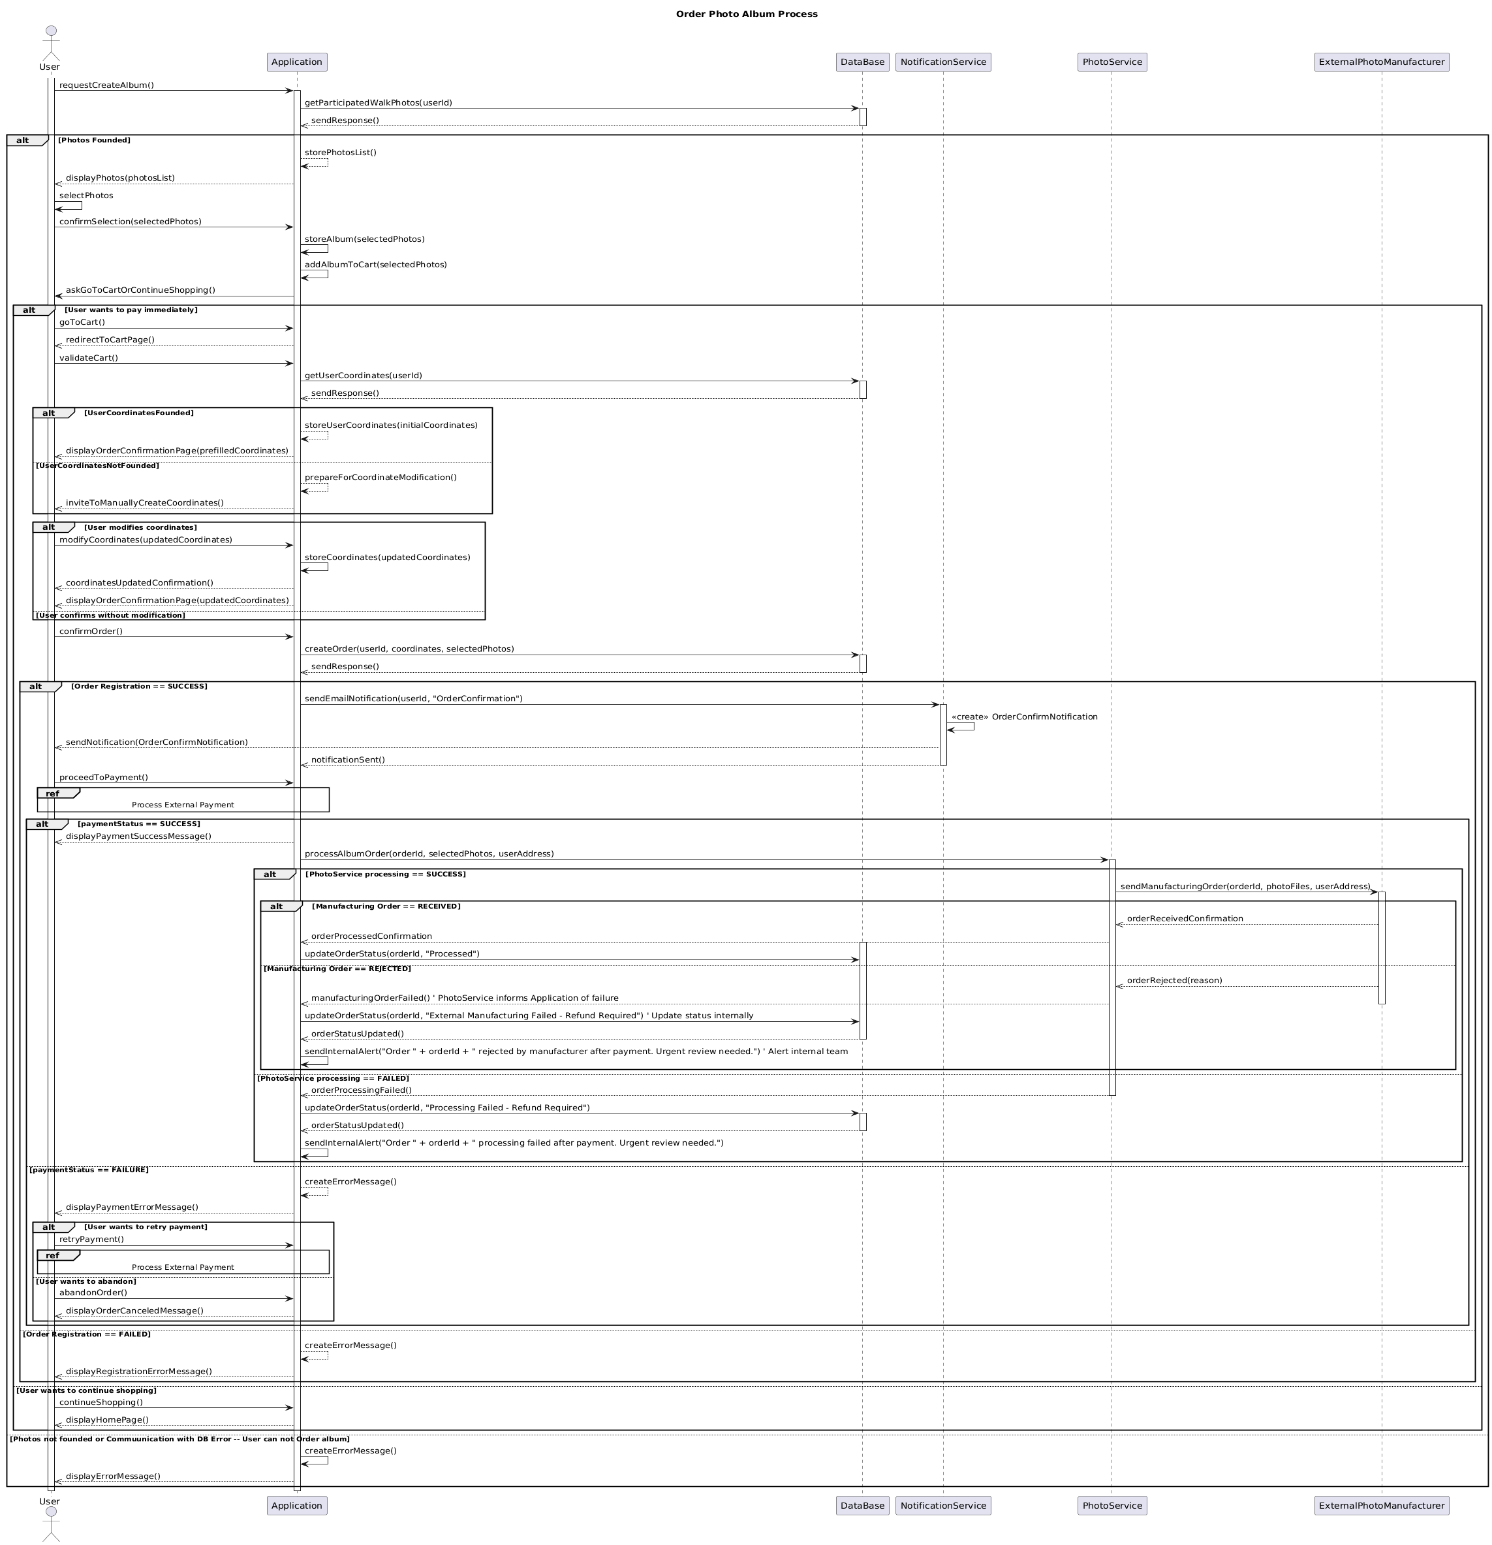 Order Photo Album Process
User
Application
DataBase
NotificationService
PhotoService
ExternalPhotoManufacturer
requestCreateAlbum()
getParticipatedWalkPhotos(userId)
sendResponse()
alt
[Photos Founded]
storePhotosList()
displayPhotos(photosList)
selectPhotos
confirmSelection(selectedPhotos)
storeAlbum(selectedPhotos)
addAlbumToCart(selectedPhotos)
askGoToCartOrContinueShopping()
alt
[User wants to pay immediately]
goToCart()
redirectToCartPage()
validateCart()
getUserCoordinates(userId)
sendResponse()
alt
[UserCoordinatesFounded]
storeUserCoordinates(initialCoordinates)
displayOrderConfirmationPage(prefilledCoordinates)
[UserCoordinatesNotFounded]
prepareForCoordinateModification()
inviteToManuallyCreateCoordinates()
alt
[User modifies coordinates]
modifyCoordinates(updatedCoordinates)
storeCoordinates(updatedCoordinates)
coordinatesUpdatedConfirmation()
displayOrderConfirmationPage(updatedCoordinates)
[User confirms without modification]
confirmOrder()
createOrder(userId, coordinates, selectedPhotos)
sendResponse()
alt
[Order Registration == SUCCESS]
sendEmailNotification(userId, "OrderConfirmation")
«create» OrderConfirmNotification
sendNotification(OrderConfirmNotification)
notificationSent()
proceedToPayment()
ref
Process External Payment
alt
[paymentStatus == SUCCESS]
displayPaymentSuccessMessage()
processAlbumOrder(orderId, selectedPhotos, userAddress)
alt
[PhotoService processing == SUCCESS]
sendManufacturingOrder(orderId, photoFiles, userAddress)
alt
[Manufacturing Order == RECEIVED]
orderReceivedConfirmation
orderProcessedConfirmation
updateOrderStatus(orderId, "Processed")
[Manufacturing Order == REJECTED]
orderRejected(reason)
manufacturingOrderFailed() ' PhotoService informs Application of failure
updateOrderStatus(orderId, "External Manufacturing Failed - Refund Required") ' Update status internally
orderStatusUpdated()
sendInternalAlert("Order " + orderId + " rejected by manufacturer after payment. Urgent review needed.") ' Alert internal team
[PhotoService processing == FAILED]
orderProcessingFailed()
updateOrderStatus(orderId, "Processing Failed - Refund Required")
orderStatusUpdated()
sendInternalAlert("Order " + orderId + " processing failed after payment. Urgent review needed.")
[paymentStatus == FAILURE]
createErrorMessage()
displayPaymentErrorMessage()
alt
[User wants to retry payment]
retryPayment()
ref
Process External Payment
[User wants to abandon]
abandonOrder()
displayOrderCanceledMessage()
[Order Registration == FAILED]
createErrorMessage()
displayRegistrationErrorMessage()
[User wants to continue shopping]
continueShopping()
displayHomePage()
[Photos not founded or Commuunication with DB Error -- User can not Order album]
createErrorMessage()
displayErrorMessage()
User
Application
DataBase
NotificationService
PhotoService
ExternalPhotoManufacturer